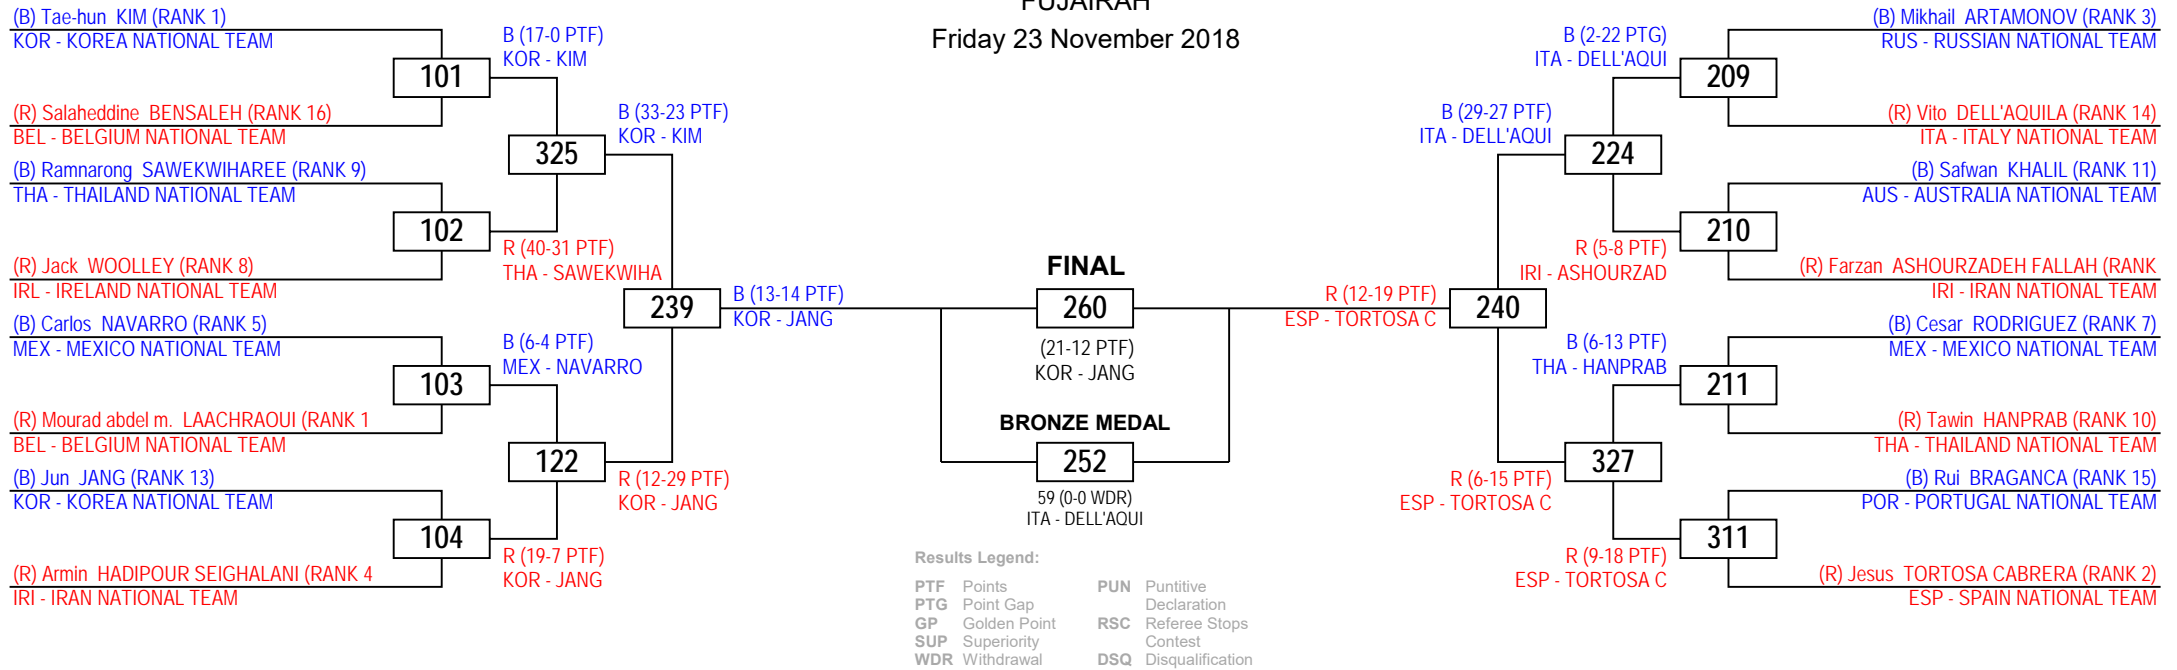 FUJAIRAH
Friday 23 November 2018
(B) Tae-hun KIM (RANK 1)
KOR - KOREA NATIONAL TEAM
101
(R) Salaheddine BENSALEH (RANK 16)
BEL - BELGIUM NATIONAL TEAM
(B) Ramnarong SAWEKWIHAREE (RANK 9)
THA - THAILAND NATIONAL TEAM
102
(R) Jack WOOLLEY (RANK 8)
IRL - IRELAND NATIONAL TEAM
(B) Carlos NAVARRO (RANK 5)
MEX - MEXICO NATIONAL TEAM
103
(R) Mourad abdel m. LAACHRAOUI (RANK 1
BEL - BELGIUM NATIONAL TEAM
(B) Jun JANG (RANK 13)
KOR - KOREA NATIONAL TEAM
104
(R) Armin HADIPOUR SEIGHALANI (RANK 4
IRI - IRAN NATIONAL TEAM
B (17-0 PTF)
KOR - KIM
325
R (40-31 PTF)
THA - SAWEKWIHA
B (6-4 PTF)
MEX - NAVARRO
122
R (19-7 PTF)
KOR - JANG
B (33-23 PTF)
KOR - KIM
239
R (12-29 PTF)
KOR - JANG
B (13-14 PTF)
KOR - JANG
FINAL
260
(21-12 PTF)
KOR - JANG
BRONZE MEDAL
252
59 (0-0 WDR)
ITA - DELL'AQUI
R (12-19 PTF)
ESP - TORTOSA C
240
B (29-27 PTF)
ITA - DELL'AQUI
224
R (6-15 PTF)
ESP - TORTOSA C
327
B (2-22 PTG)
ITA - DELL'AQUI
R (5-8 PTF)
IRI - ASHOURZAD
B (6-13 PTF)
THA - HANPRAB
R (9-18 PTF)
ESP - TORTOSA C
(B) Mikhail ARTAMONOV (RANK 3)
RUS - RUSSIAN NATIONAL TEAM
209
(R) Vito DELL'AQUILA (RANK 14)
ITA - ITALY NATIONAL TEAM
(B) Safwan KHALIL (RANK 11)
AUS - AUSTRALIA NATIONAL TEAM
210
(R) Farzan ASHOURZADEH FALLAH (RANK
IRI - IRAN NATIONAL TEAM
(B) Cesar RODRIGUEZ (RANK 7)
MEX - MEXICO NATIONAL TEAM
211
(R) Tawin HANPRAB (RANK 10)
THA - THAILAND NATIONAL TEAM
(B) Rui BRAGANCA (RANK 15)
POR - PORTUGAL NATIONAL TEAM
311
(R) Jesus TORTOSA CABRERA (RANK 2)
ESP - SPAIN NATIONAL TEAM
Results Legend:
PTF Points
PTG Point Gap
GP Golden Point
SUP Superiority
WDR Withdrawal
PUN Puntitive
Declaration
RSC Referee Stops
Contest
DSQ Disqualification